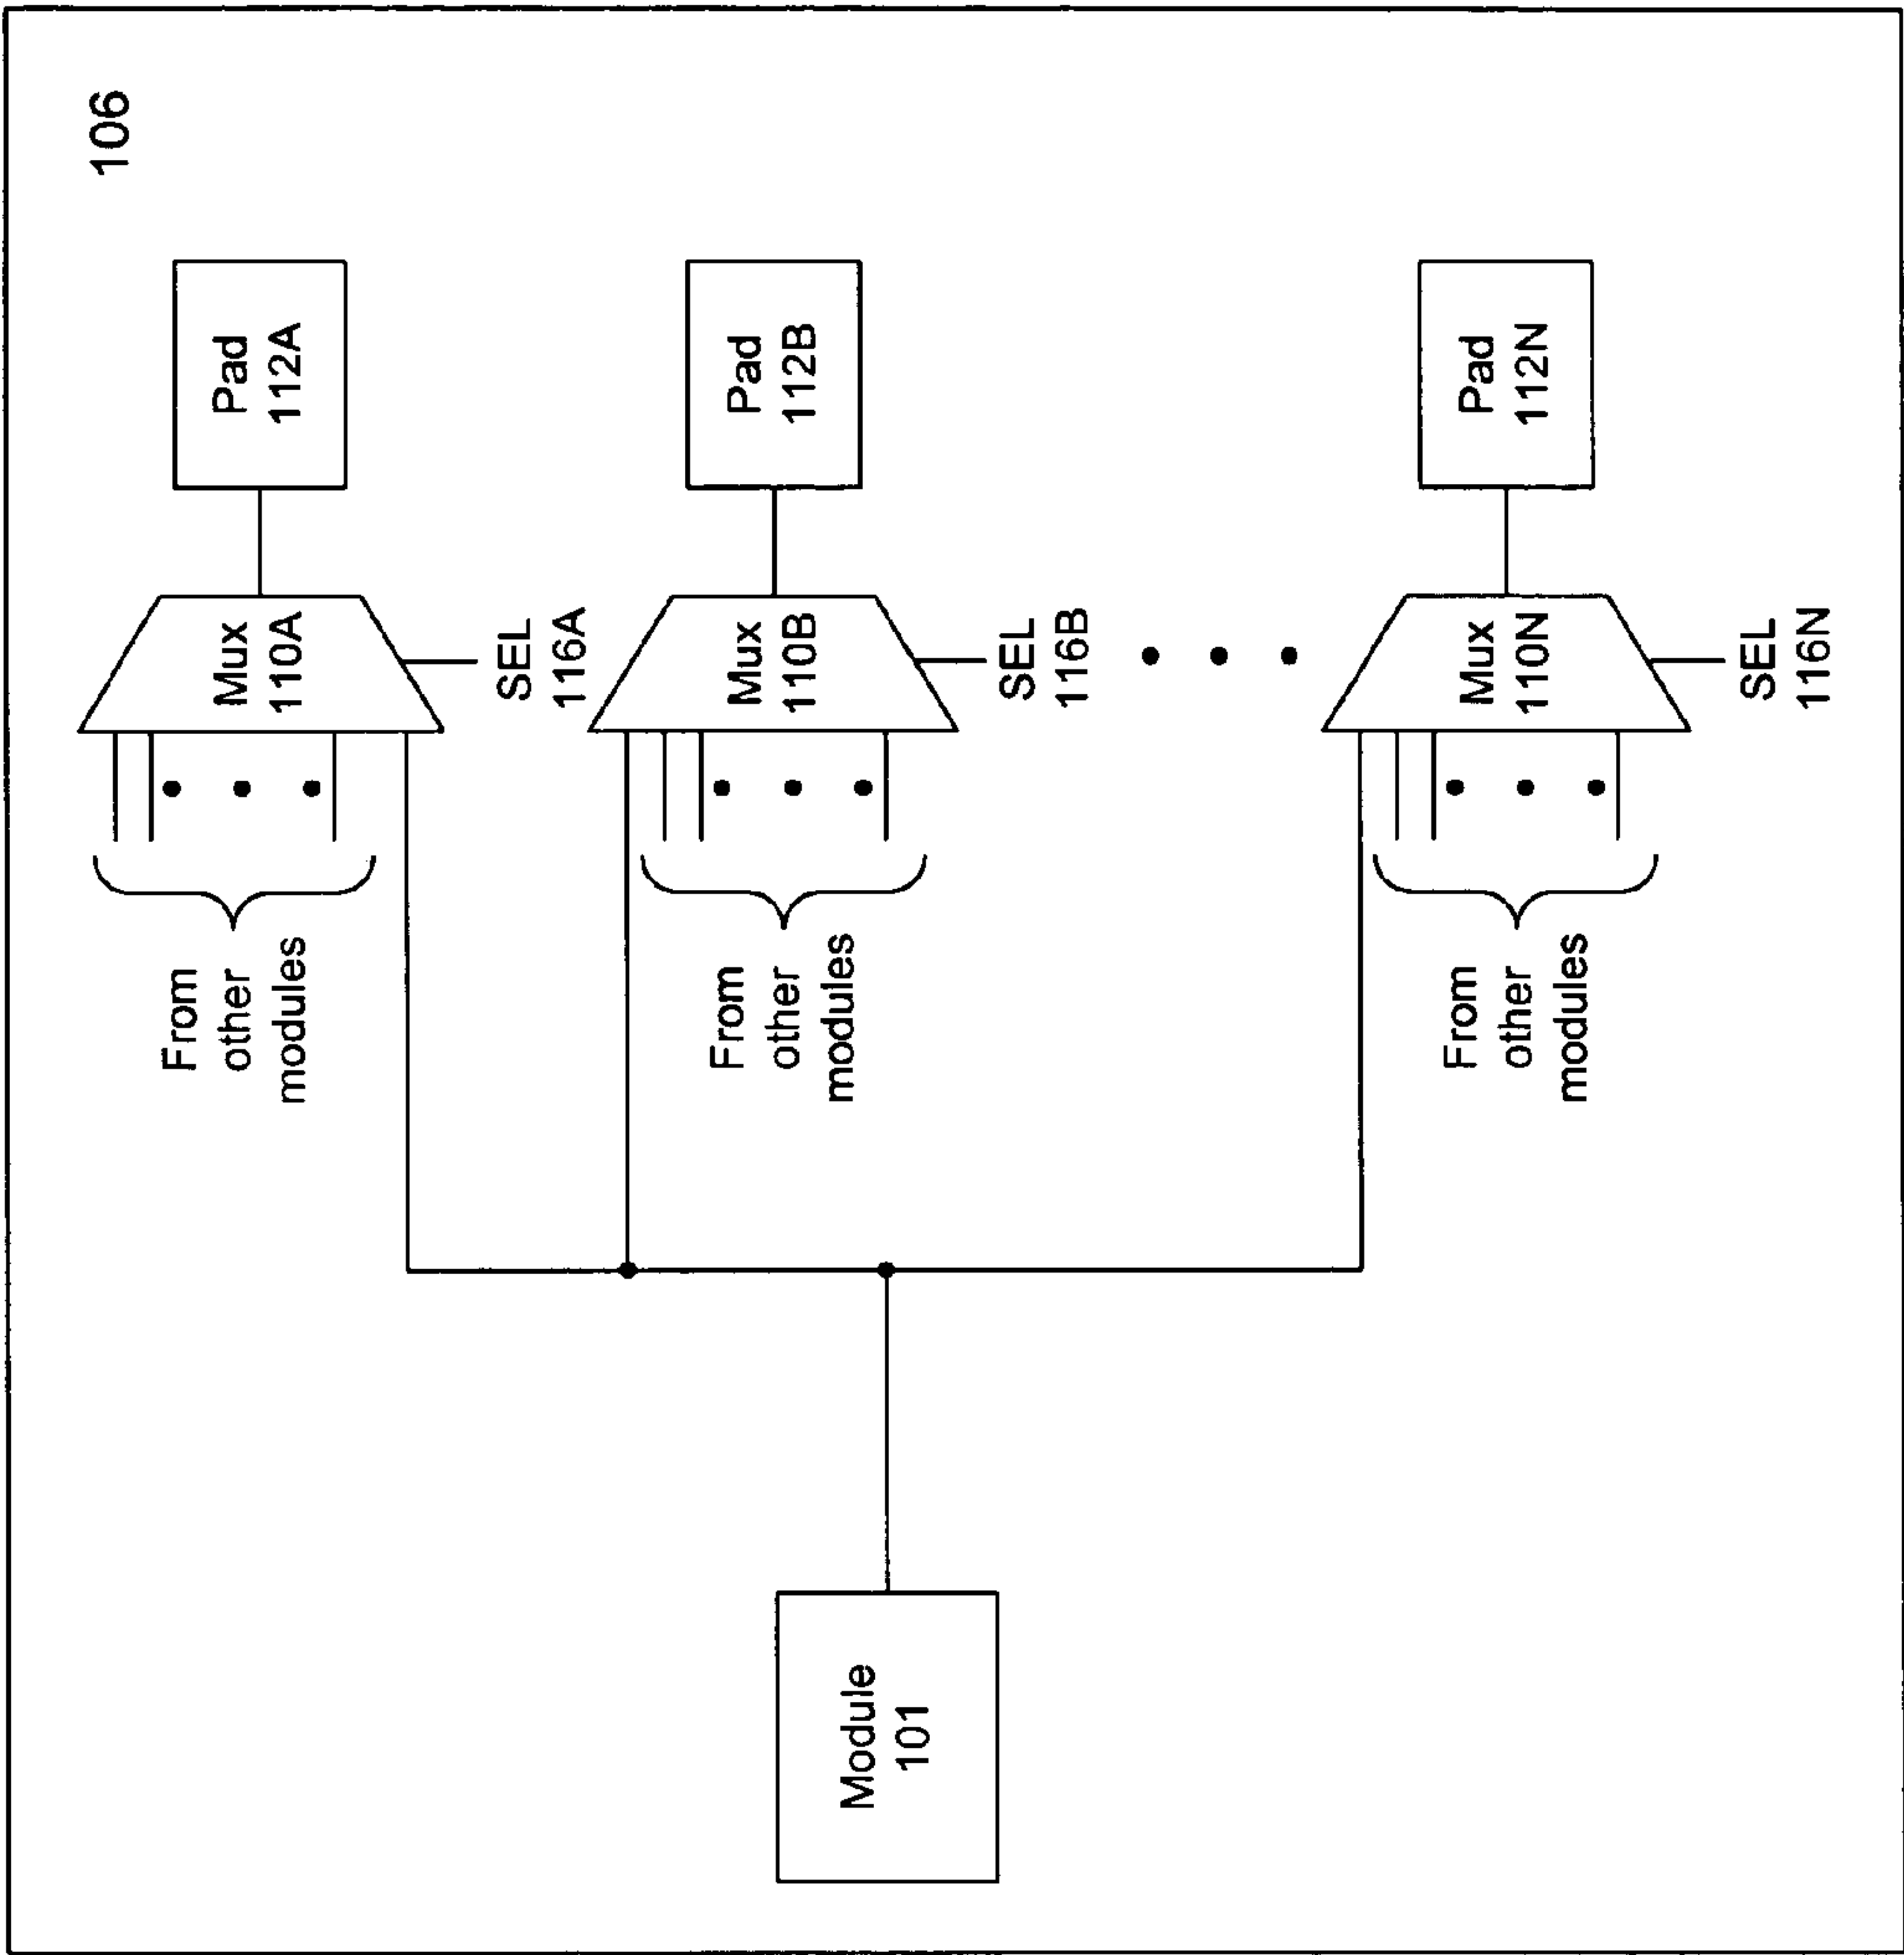 106
Pad
112A
Mux
110A
SEL
116A
From
other
modules
Pad
112B
Mux
110B
SEL
116B
From
other
modules
Pad
112N
Mux
110N
SEL
116N
From
other
modules
Module
101